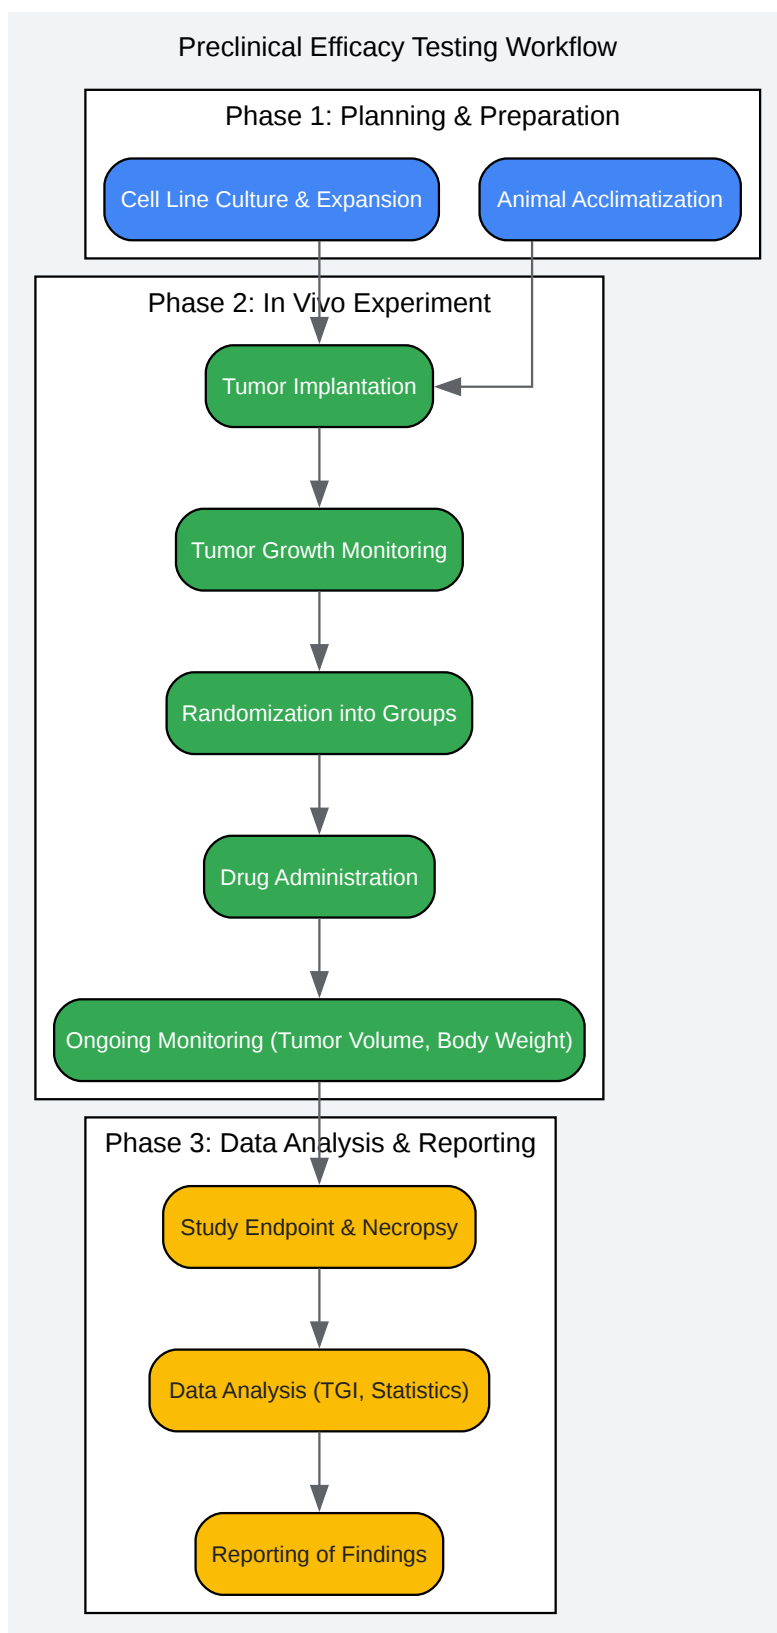 Preclinical Efficacy Testing Workflow
Phase 1: Planning & Preparation
Cell Line Culture & Expansion
Animal Acclimatization
Phase 2: In Vivo Experiment
Tumor Implantation
Tumor Growth Monitoring
Randomization into Groups
Drug Administration
Ongoing Monitoring (Tumor Volume, Body Weight)
Phase 3: Data Analysis & Reporting
Study Endpoint & Necropsy
Data Analysis (TGI, Statistics)
Reporting of Findings